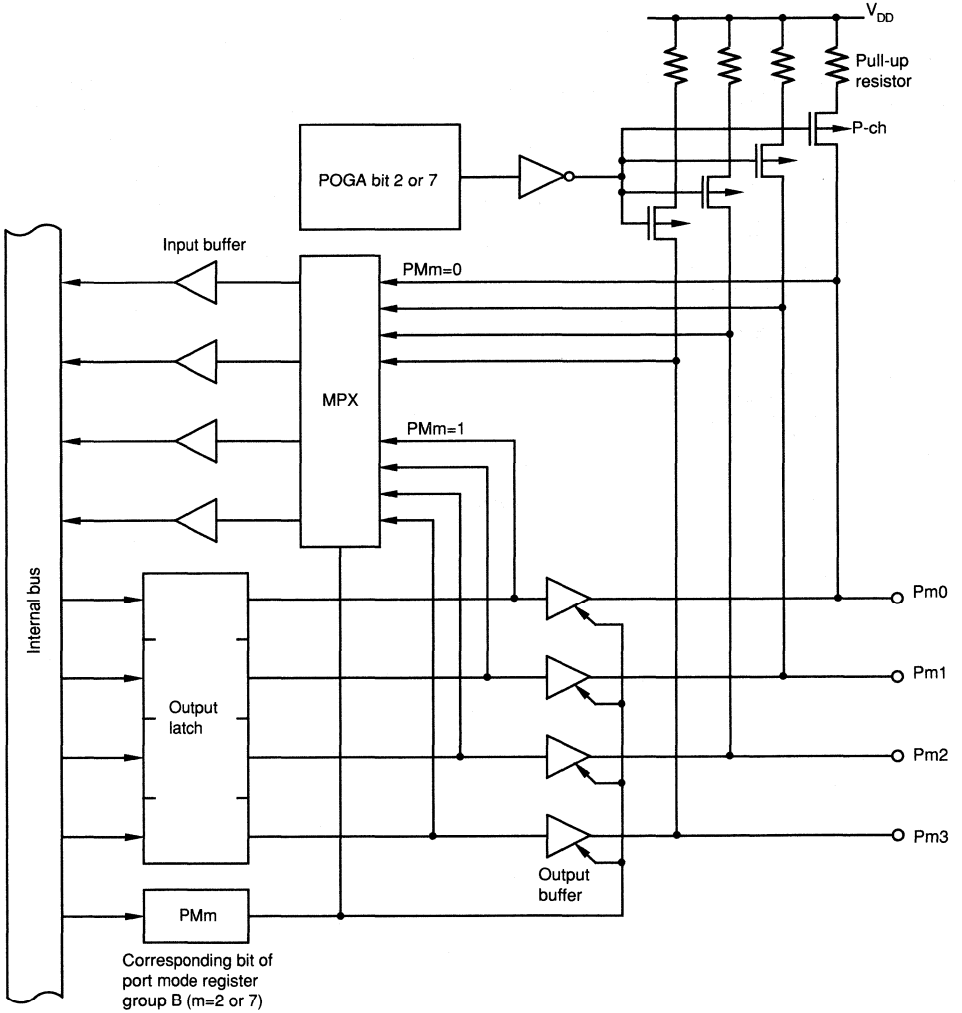 VDD
Pull-up
resistor
P-ch
POGA bit 2 or 7
Input buffer
PMm=0
MPX
PMm=1
Internal bus
Pm0
Pm1
Output
latch
Pm2
Pm3
Output
buffer
PMm
Corresponding bit of
port mode register
group B (m=2 or 7)